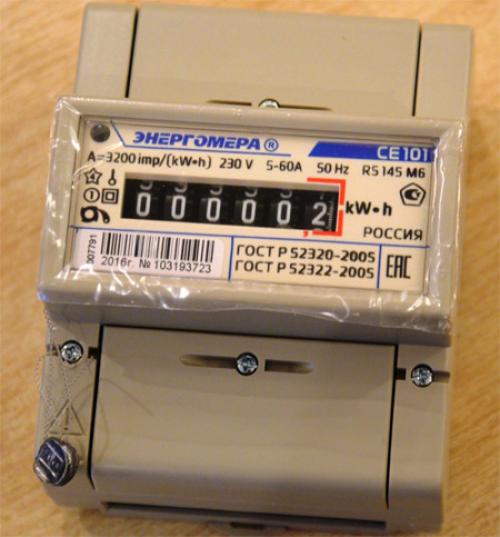 ЭНЕРГОМЕРА®
CE101
A=3200 imp/(kW•h) 230 V 5-60A 50 Hz R5 145 M6
000002 kW•h
РОССИЯ
007791
2016г. № 103193723
ГОСТ Р 52320-2005
ГОСТ Р 52322-2005
EAC